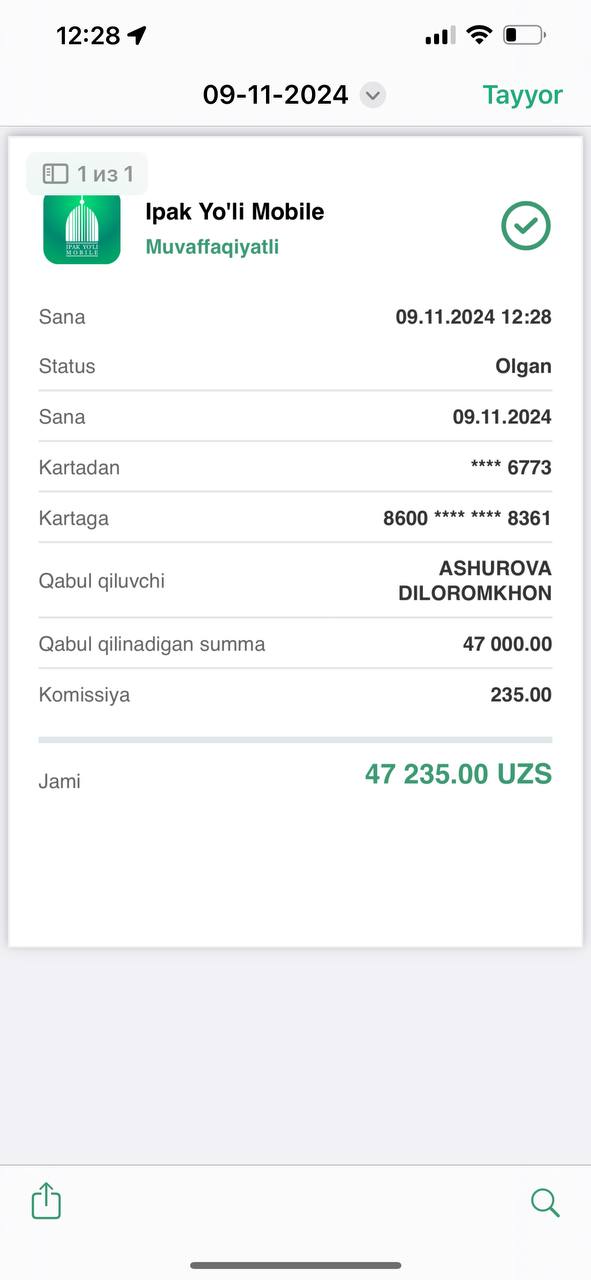 12:28
09-11-2024
Tayyor
1 из 1
IPAK YO'LI
MOBILE
Ipak Yo'li Mobile
Muvaffaqiyatli
Sana 09.11.2024 12:28
Status Olgan
Sana 09.11.2024
Kartadan **** 6773
Kartaga 8600 **** **** 8361
Qabul qiluvchi ASHUROVA
DILOROMKHON
Qabul qilinadigan summa 47 000.00
Komissiya 235.00
Jami 47 235.00 UZS